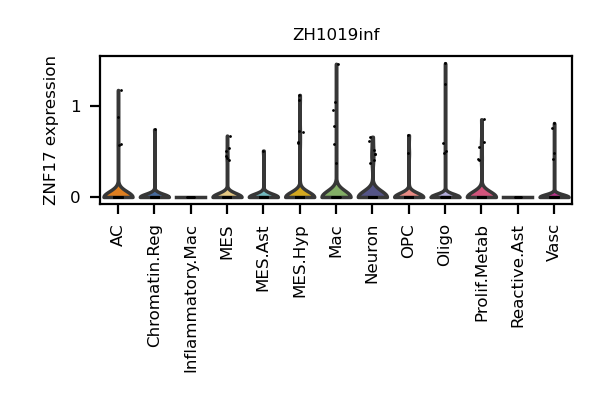 ZH1019inf
ZNF17 expression
1
0
AC
Chromatin.Reg
Inflammatory.Mac
MES
MES.Ast
MES.Hyp
Mac
Neuron
OPC
Oligo
Prolif.Metab
Reactive.Ast
Vasc